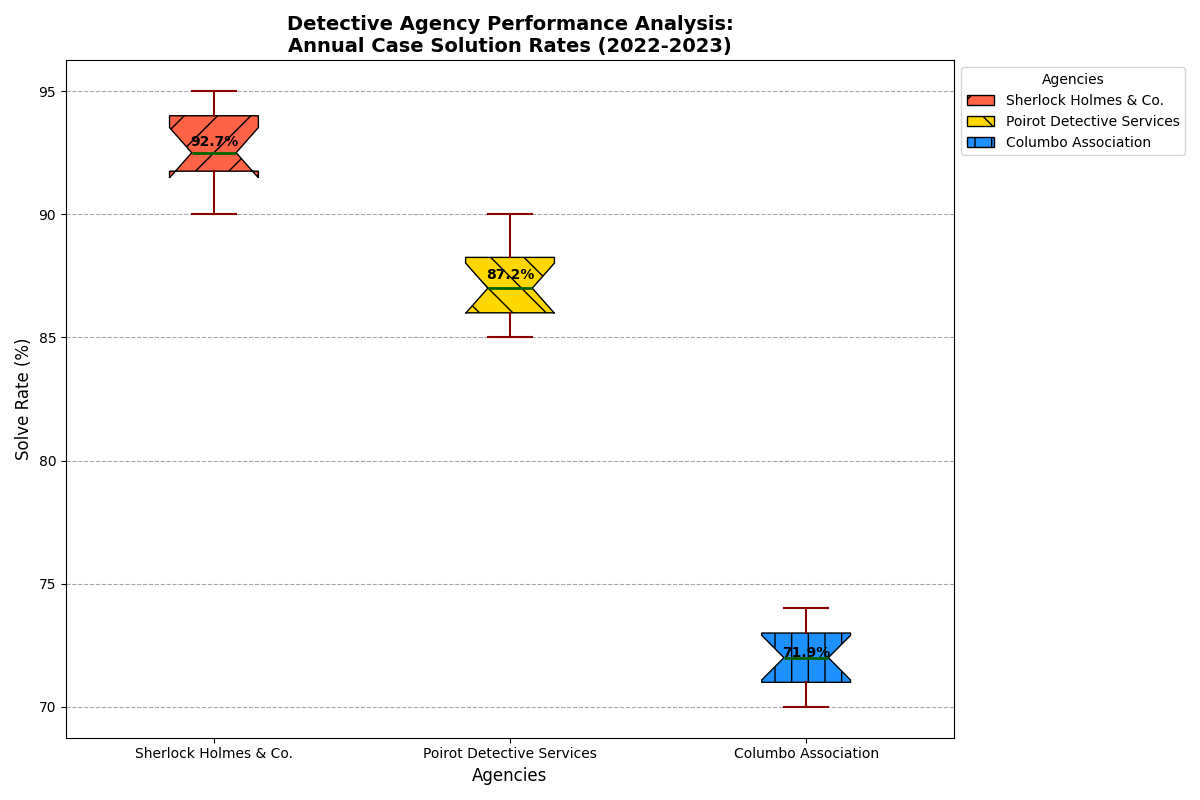 Detective Agency Performance Analysis:
Annual Case Solution Rates (2022-2023)
Agencies
Sherlock Holmes & Co.
Poirot Detective Services
Columbo Association
Solve Rate (%)
95
90
85
80
75
70
92.7%
87.2%
71.9%
Sherlock Holmes & Co.
Poirot Detective Services
Columbo Association
Agencies